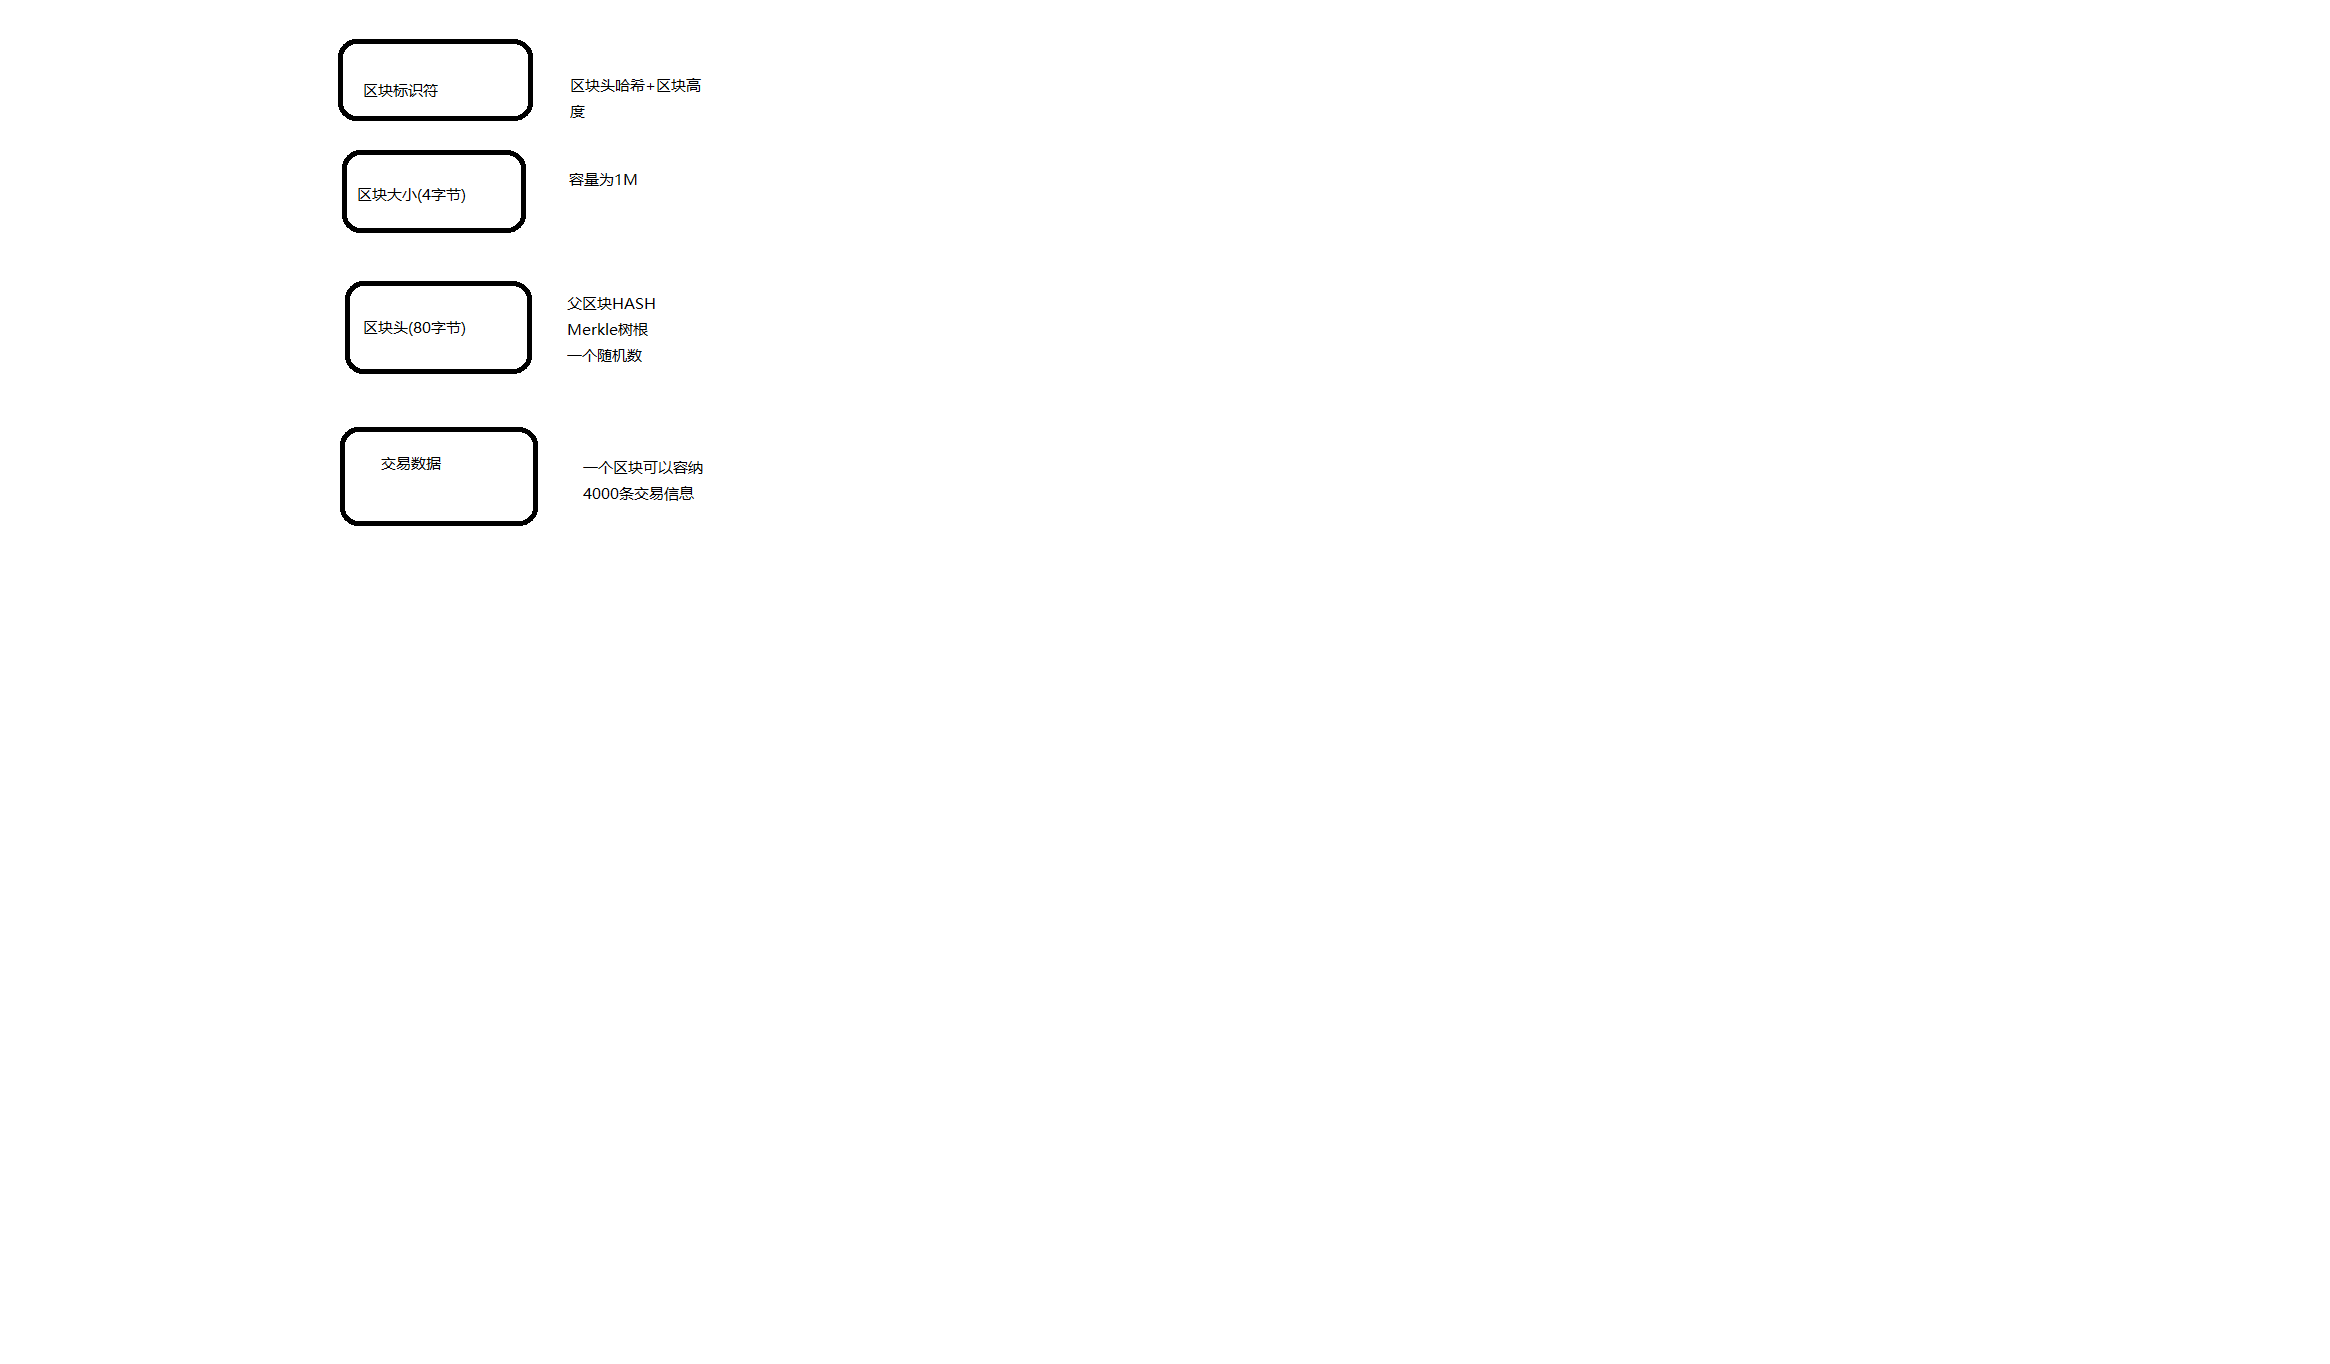 区块标识符
区块头哈希+区块高
度
区块大小(4字节)
容量为1M
区块头(80字节)
父区块HASH
Merkle树根
一个随机数
交易数据
一个区块可以容纳
4000条交易信息